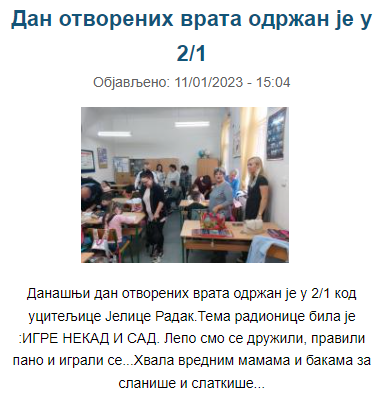 Дан отворених врата одржан је у
2/1
Објављено: 11/01/2023 - 15:04
Данашњи дан отворених врата одржан је у 2/1 код
уцитељице Јелице Радак.Тема радионице била је
:ИГРЕ НЕКАД И САД. Лепо смо се дружили, правили
пано и играли се...Хвала вредним мамама и бакама за
сланише и слаткише...